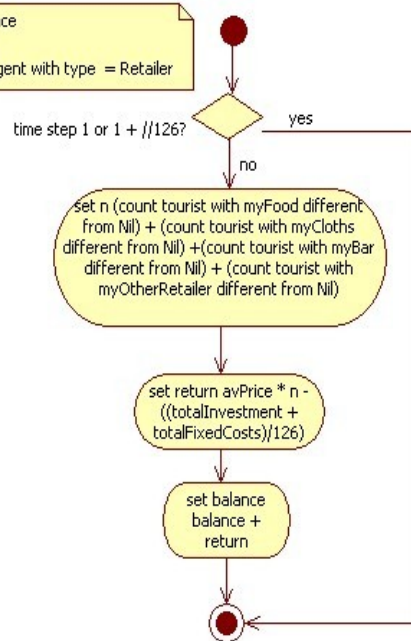 gent with type = Retailer
time step 1 or 1 + //126?
yes
no
set n (count tourist with myFood different
from Nil) + (count tourist with myCloths
different from Nil) +(count tourist with myBar
different from Nil) + (count tourist with
myOtherRetailer different from Nil)
set return avPrice * n -
((totalInvestment +
totalFixedCosts)/126)
set balance
balance +
return